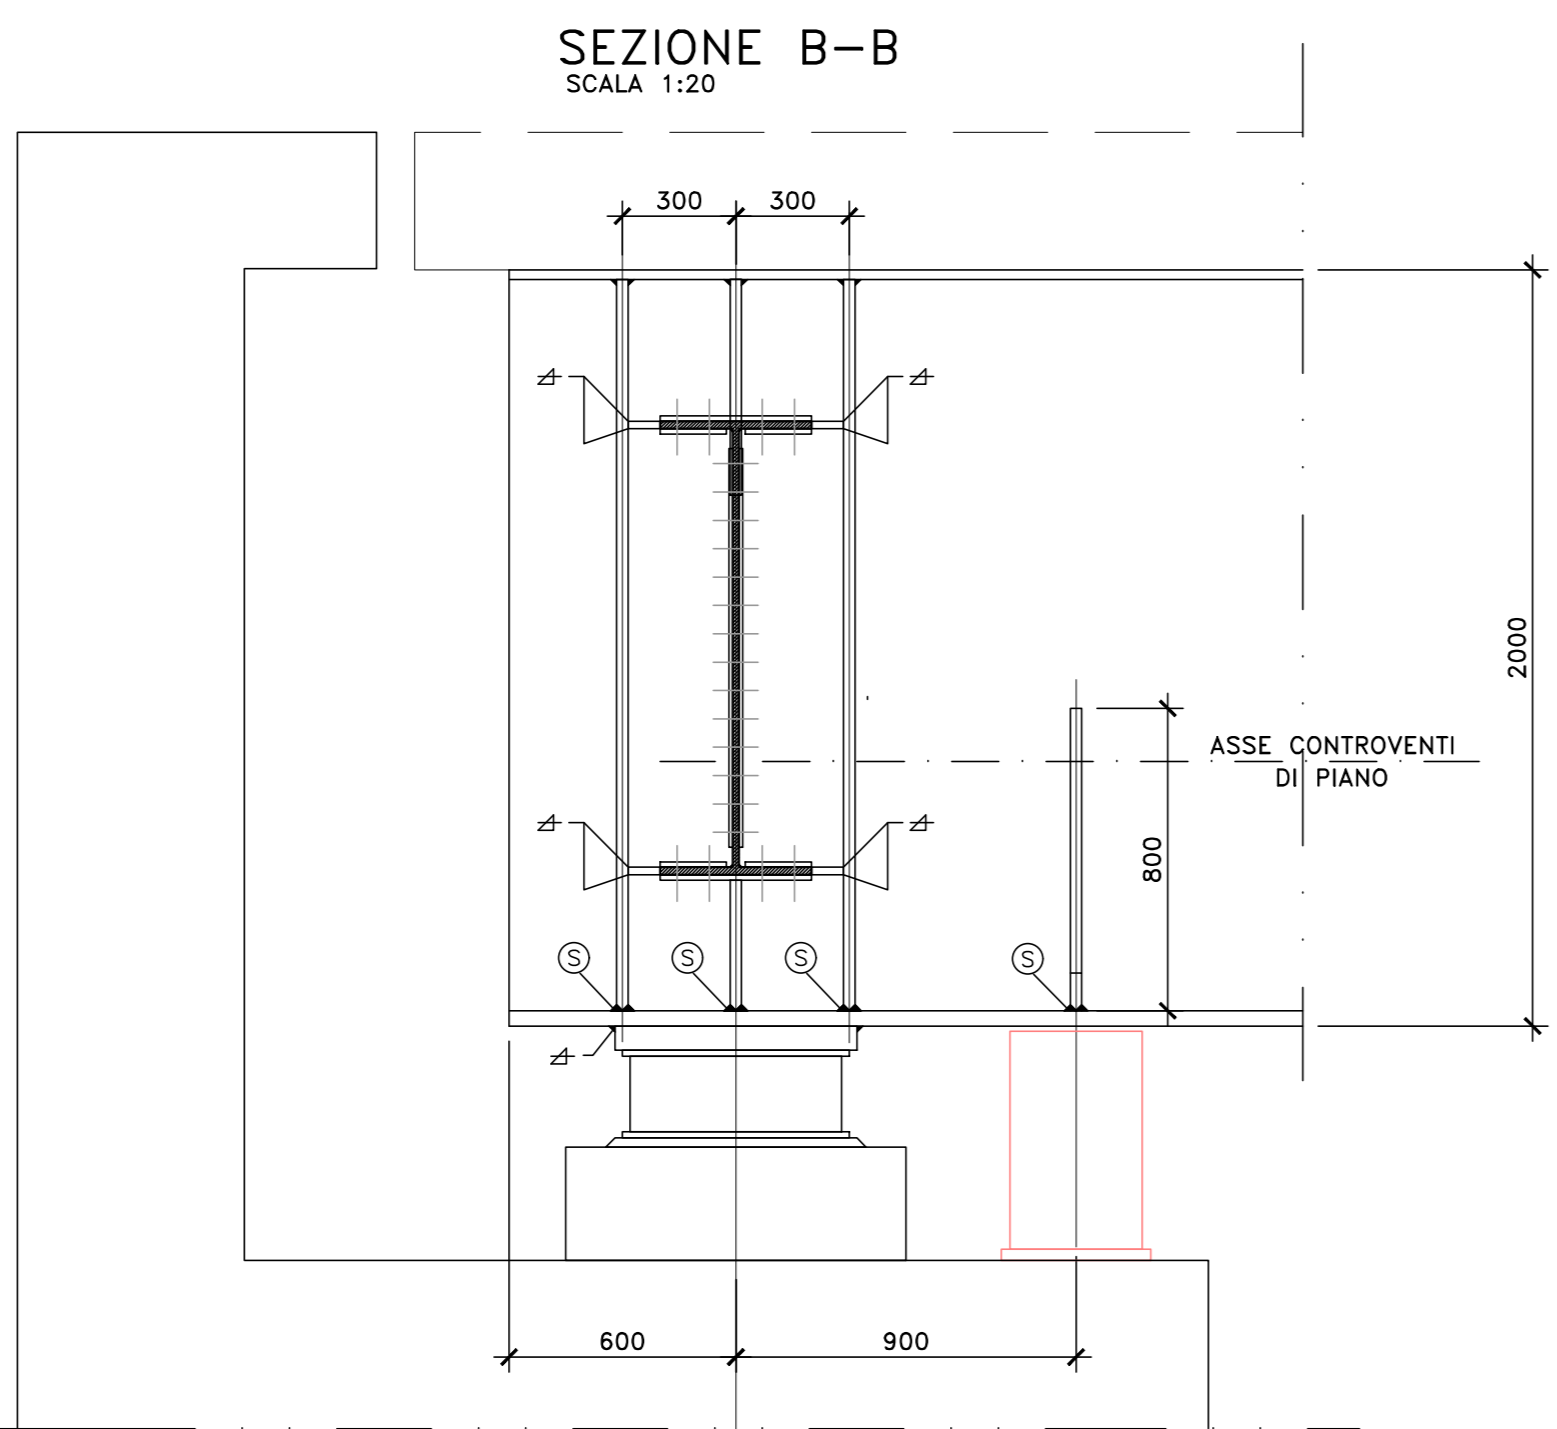 SEZIONE B-B
SCALA 1:20
300 300
2000
ASSE CONTROVENTI
DI PIANO
800
S S S S
600 900